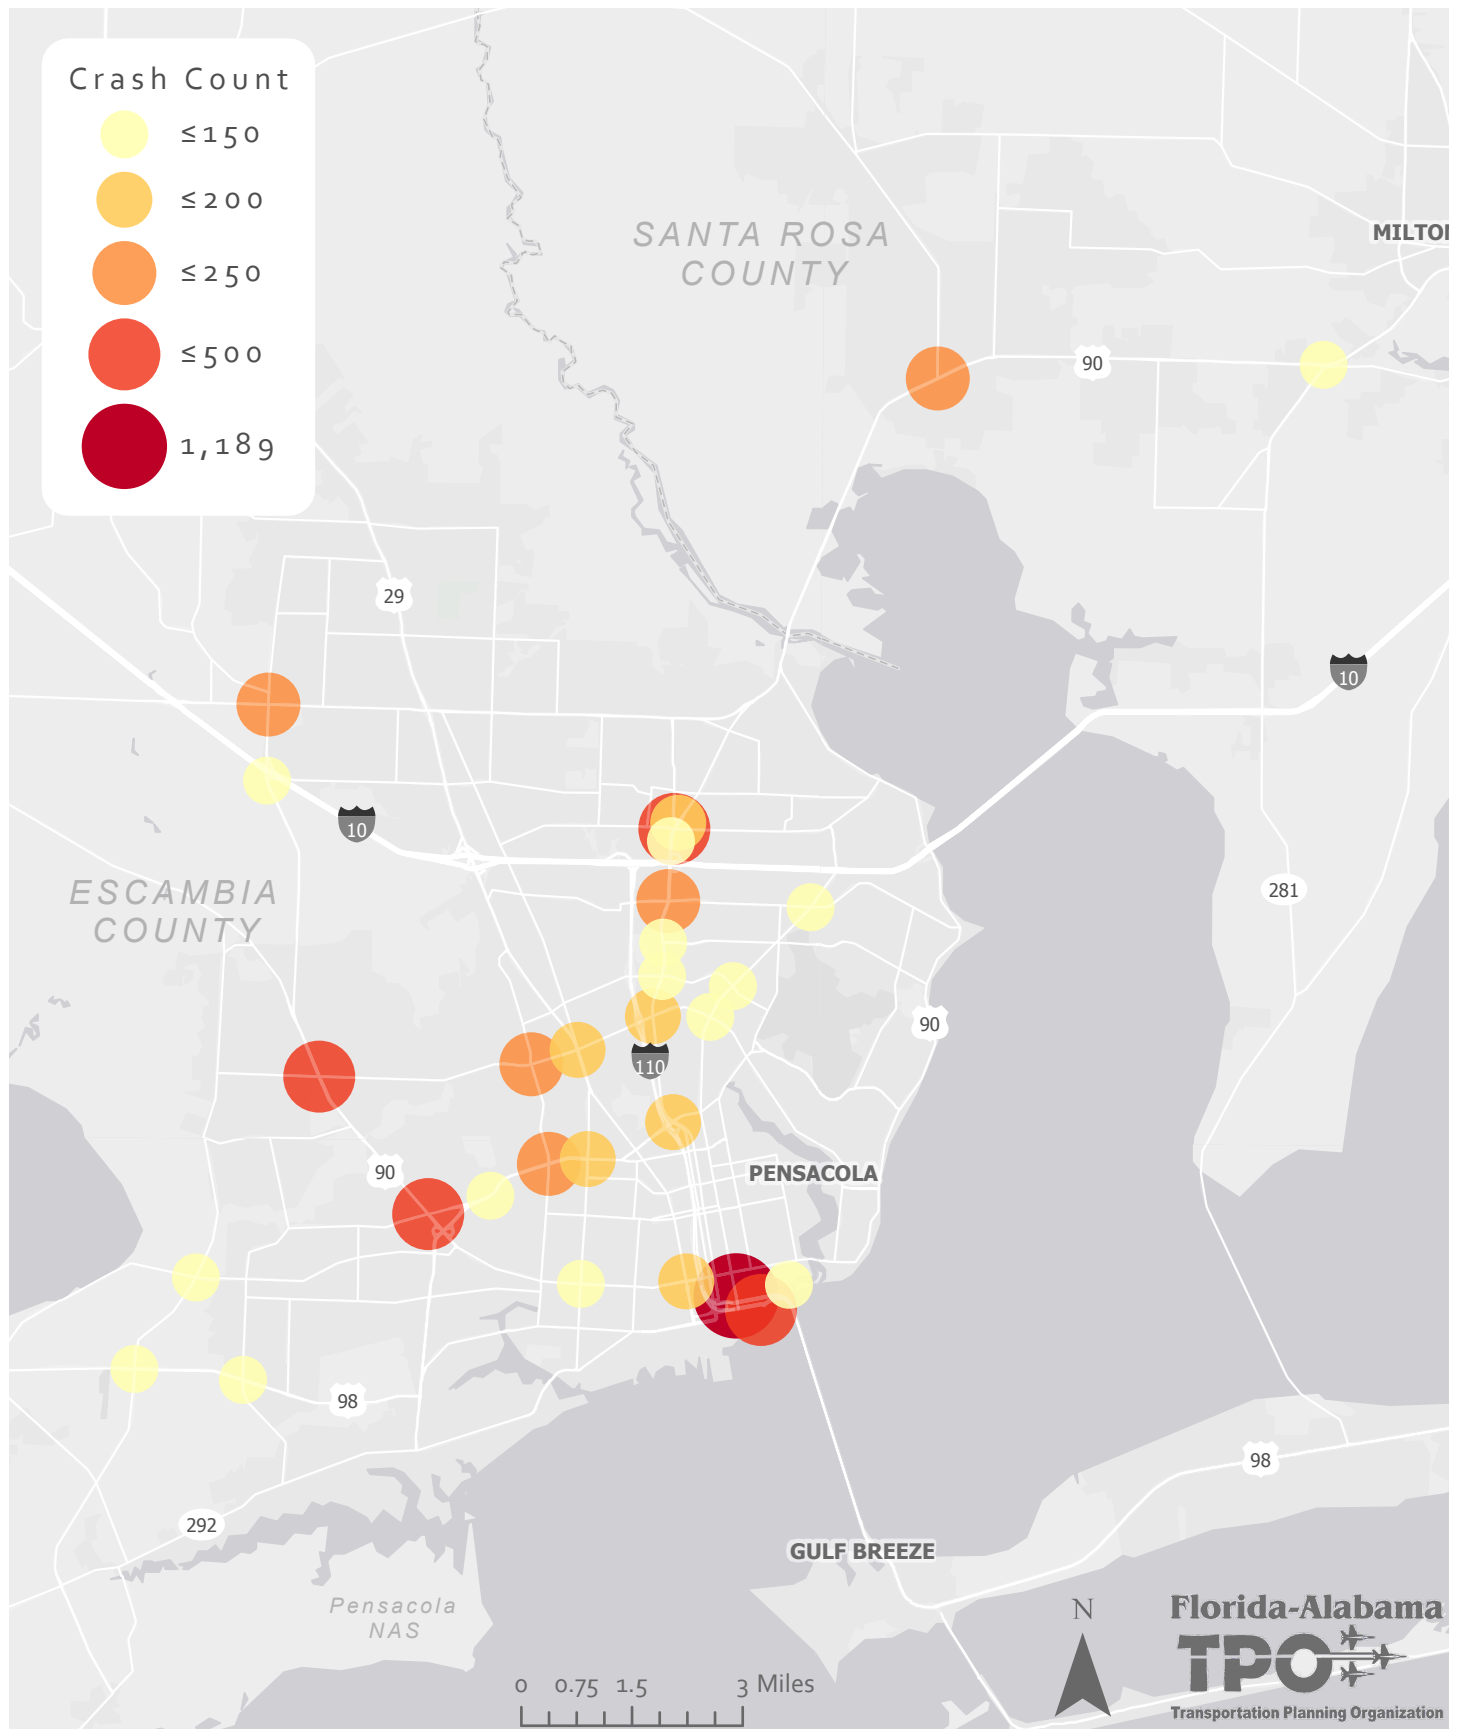 Crash Count
≤150
≤200
≤250
≤500
1,189
SANTA ROSA
COUNTY
MILTO
90
29
10
10
ESCAMBIA
COUNTY
281
90
110
90
PENSACOLA
98
98
292
GULF BREEZE
Pensacola
NAS
N
Florida-Alabama
TPO
Transportation Planning Organization
0 0.75 1.5 3 Miles